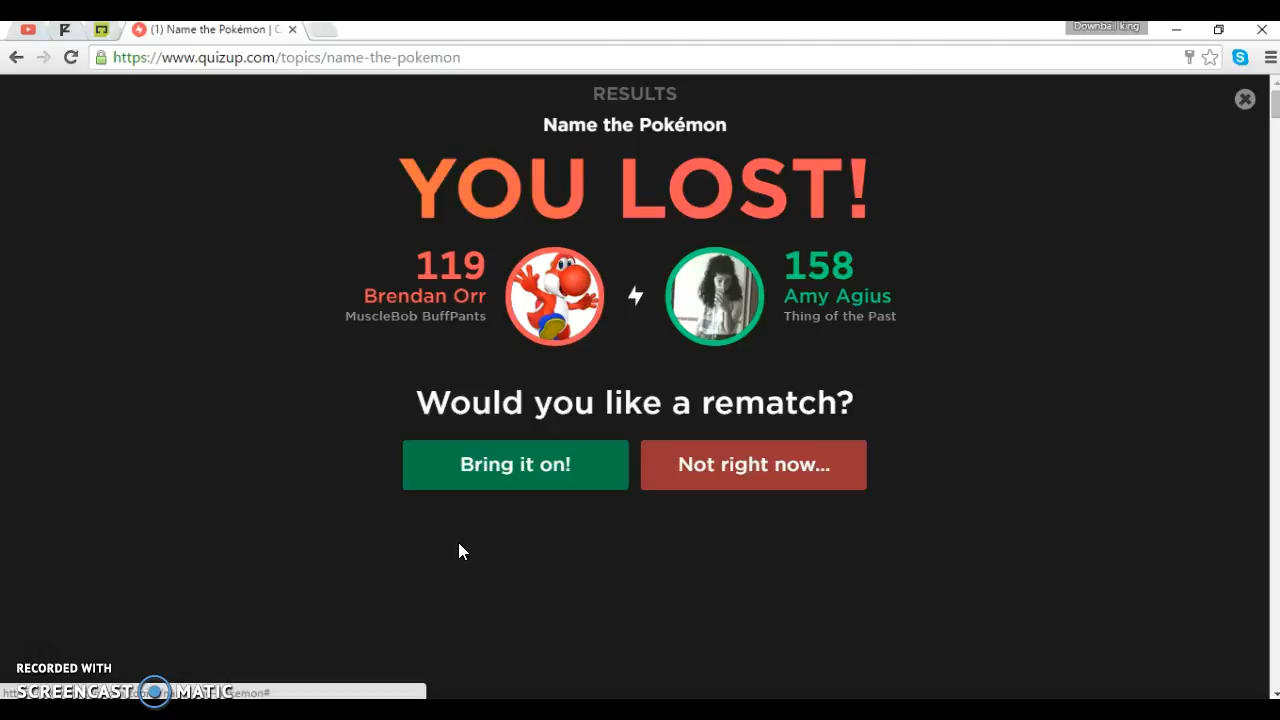 (1) Name the Pokémon | C
Downball king
https://www.quizup.com/topics/name-the-pokemon
RESULTS
Name the Pokémon
YOU LOST!
119
Brendan Orr
MuscleBob BuffPants
158
Amy Agius
Thing of the Past
Would you like a rematch?
Bring it on!
Not right now...
RECORDED WITH
SCREENCAST MATIC